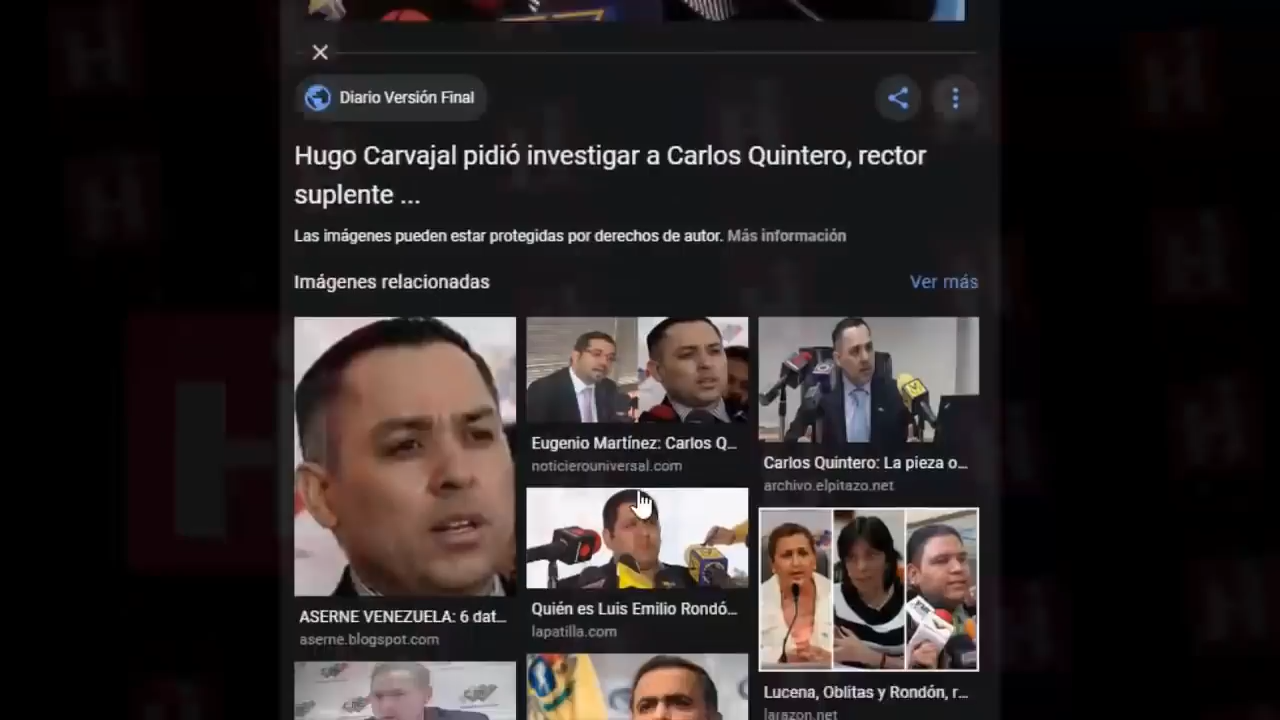 Diario Versión Final
Hugo Carvajal pidió investigar a Carlos Quintero, rector
suplente ...
Las imágenes pueden estar protegidas por derechos de autor. Más información
Imágenes relacionadas
Ver más
Eugenio Martínez: Carlos Q...
noticierouniversal.com
Carlos Quintero: La pieza o...
archivo.elpitazo.net
ASERNE VENEZUELA: 6 dat...
aserne.blogspot.com
Quién es Luis Emilio Rondó...
lapatilla.com
Lucena, Oblitas y Rondón, r...
larazon.net